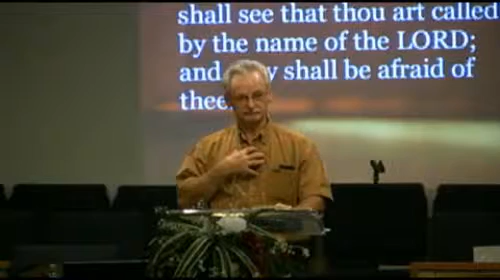 shall see that thou art called
by the name of the LORD;
and shall be afraid of
thee.